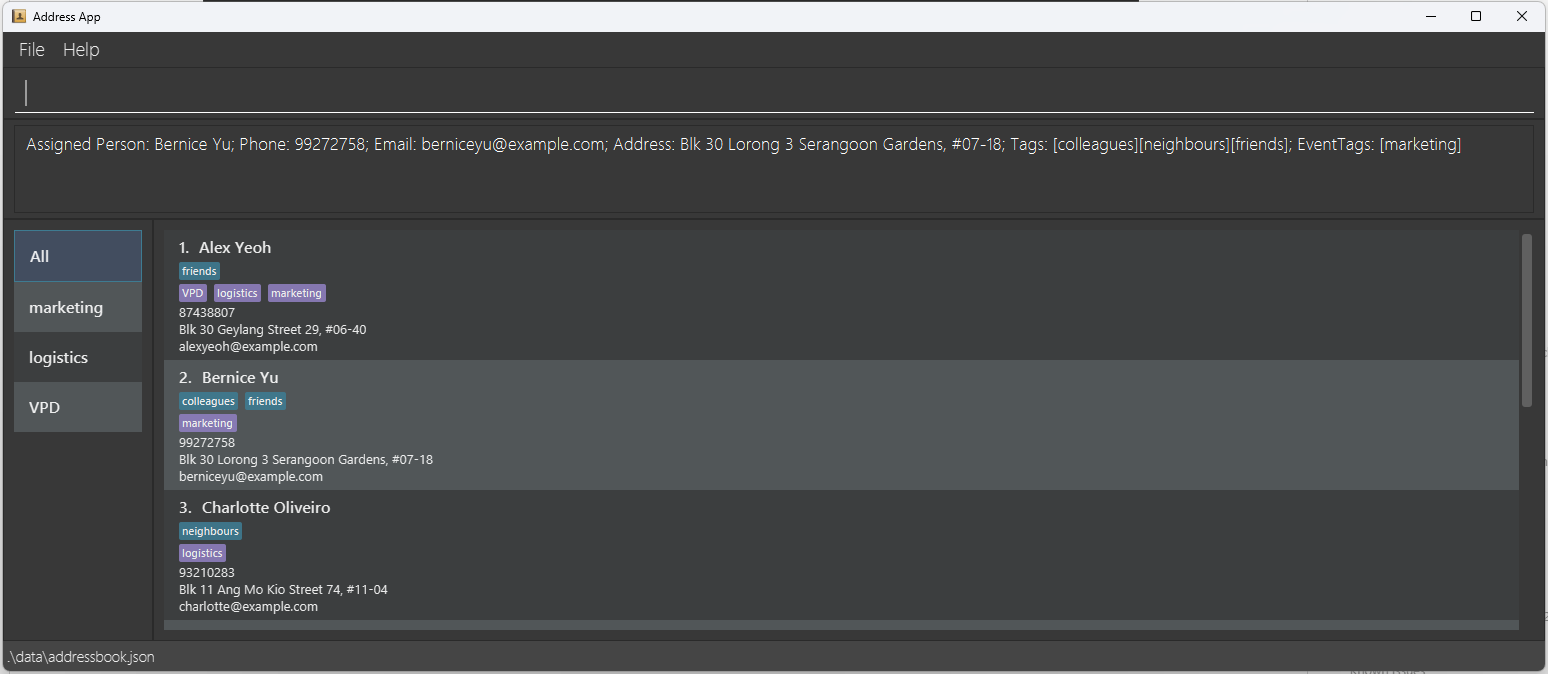 Address App
File Help
Assigned Person: Bernice Yu; Phone: 99272758; Email: berniceyu@example.com; Address: Blk 30 Lorong 3 Serangoon Gardens, #07-18; Tags: [colleagues][neighbours][friends]; EventTags: [marketing]
All
marketing
logistics
VPD
1. Alex Yeoh
friends
VPD logistics marketing
87438807
Blk 30 Geylang Street 29, #06-40
alexyeoh@example.com
2. Bernice Yu
colleagues friends
marketing
99272758
Blk 30 Lorong 3 Serangoon Gardens, #07-18
berniceyu@example.com
3. Charlotte Oliveiro
neighbours
logistics
93210283
Blk 11 Ang Mo Kio Street 74, #11-04
charlotte@example.com
.\data\addressbook.json